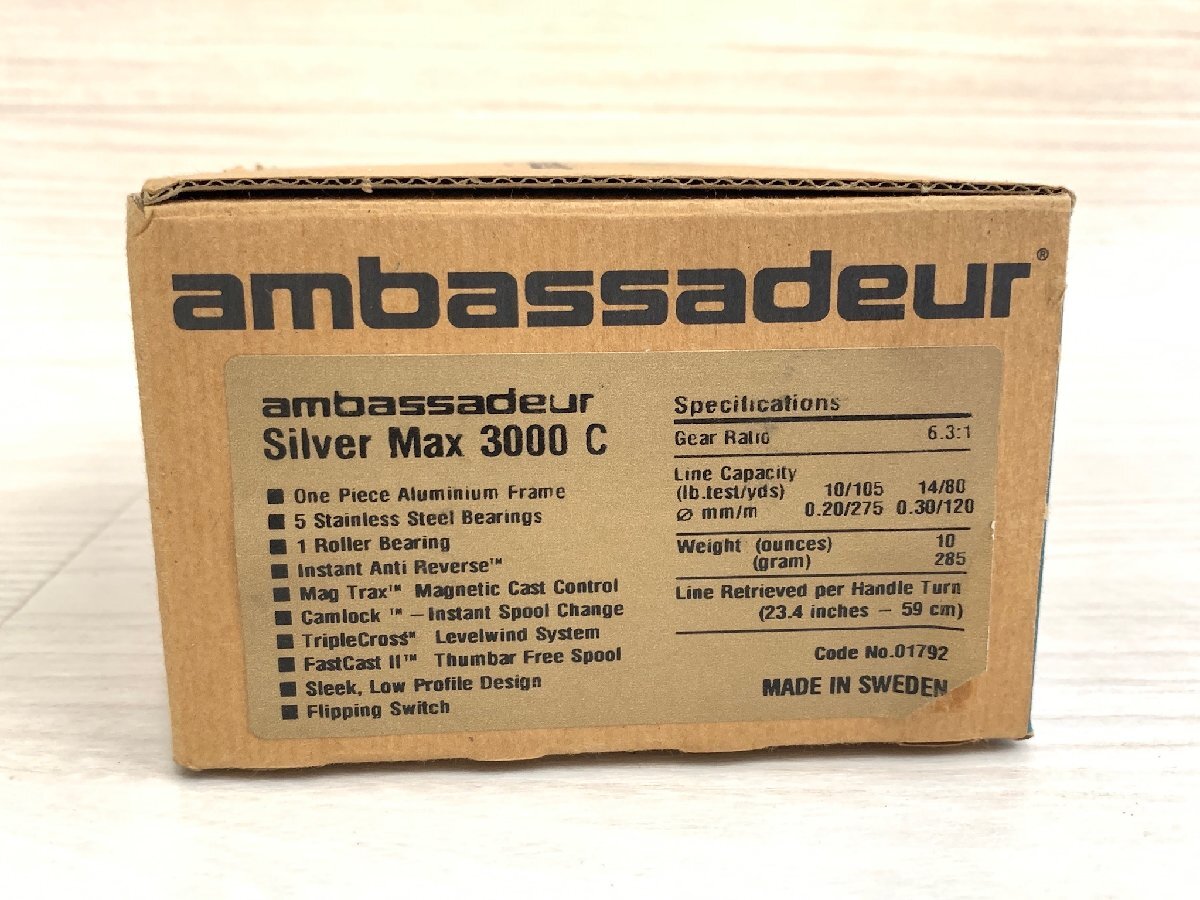 ambassadeur®
ambassadeur
Silver Max 3000 C
■ One Piece Aluminium Frame
■ 5 Stainless Steel Bearings
■ 1 Roller Bearing
■ Instant Anti Reverse™
■ Mag Trax™ Magnetic Cast Control
■ Camlock™ – Instant Spool Change
■ TripleCross™ Levelwind System
■ FastCast II™ Thumbar Free Spool
■ Sleek, Low Profile Design
■ Flipping Switch
Specifications
Gear Ratio 6.3:1
Line Capacity
(lb.test/yds) 10/105 14/80
⌀ mm/m 0.20/275 0.30/120
Weight (ounces) 10
(gram) 285
Line Retrieved per Handle Turn
(23.4 inches – 59 cm)
Code No.01792
MADE IN SWEDEN